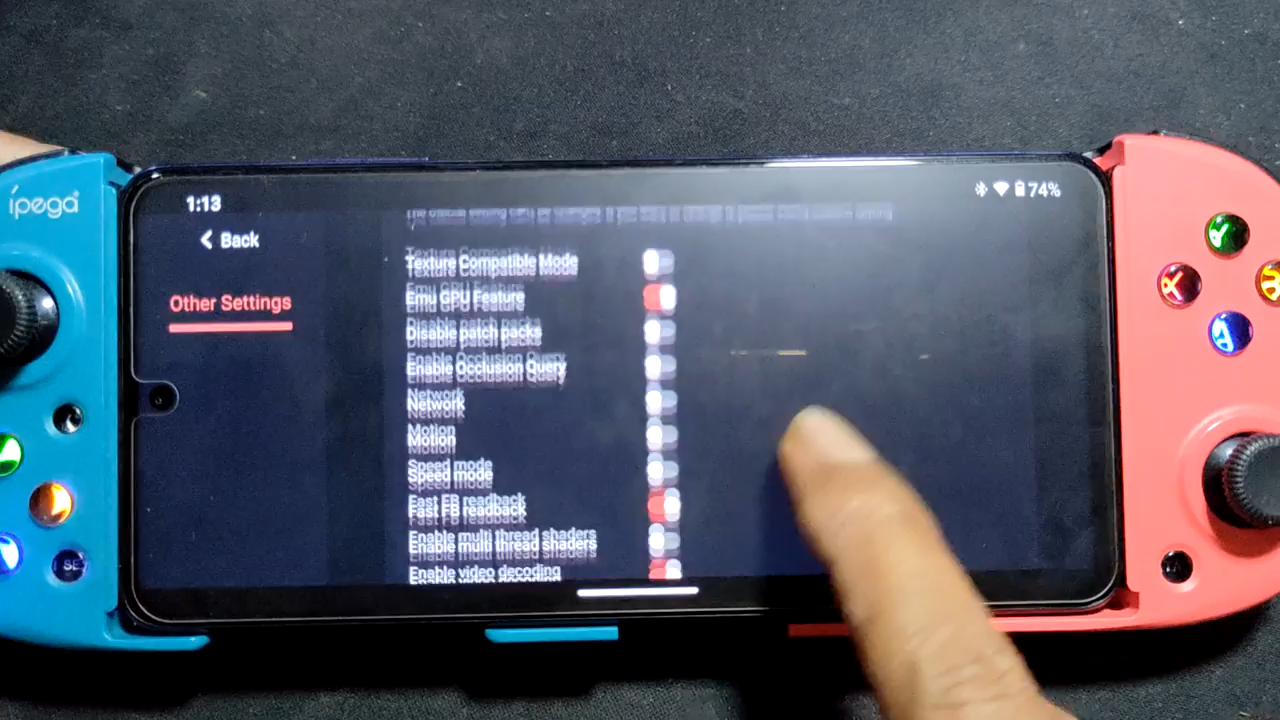 ipega
1:13
74%
Back
Other Settings
Texture Compatible Mode
Emu GPU Feature
Disable patch packs
Enable Occlusion Query
Network
Motion
Speed mode
Fast FB readback
Enable multi thread shaders
Enable video decoding
SE